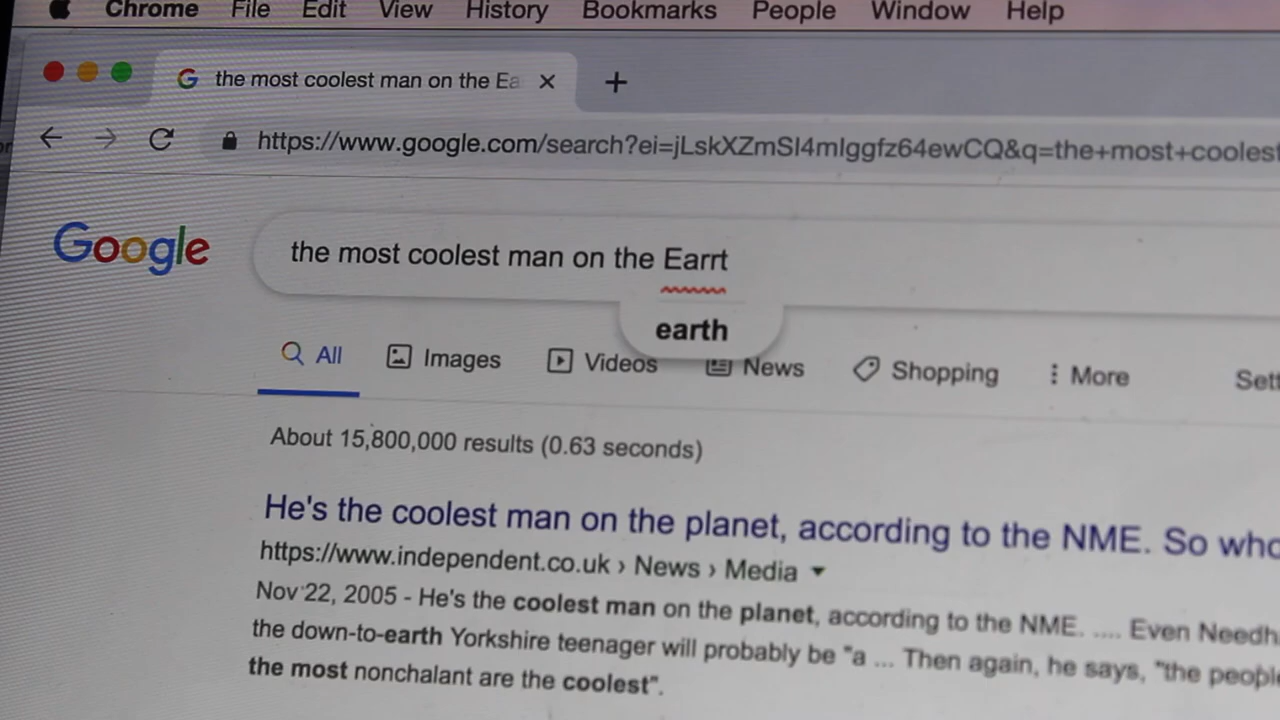 Chrome File Edit View History Bookmarks People Window Help
the most coolest man on the Ea
https://www.google.com/search?ei=jLskXZmSI4mIggfz64ewCQ&q=the+most+coolest
Google
the most coolest man on the Earrt
earth
All Images Videos News Shopping More Sett
About 15,800,000 results (0.63 seconds)
He's the coolest man on the planet, according to the NME. So who
https://www.independent.co.uk › News › Media
Nov 22, 2005 - He's the coolest man on the planet, according to the NME. .... Even Needh
the down-to-earth Yorkshire teenager will probably be "a ... Then again, he says, "the people
the most nonchalant are the coolest".